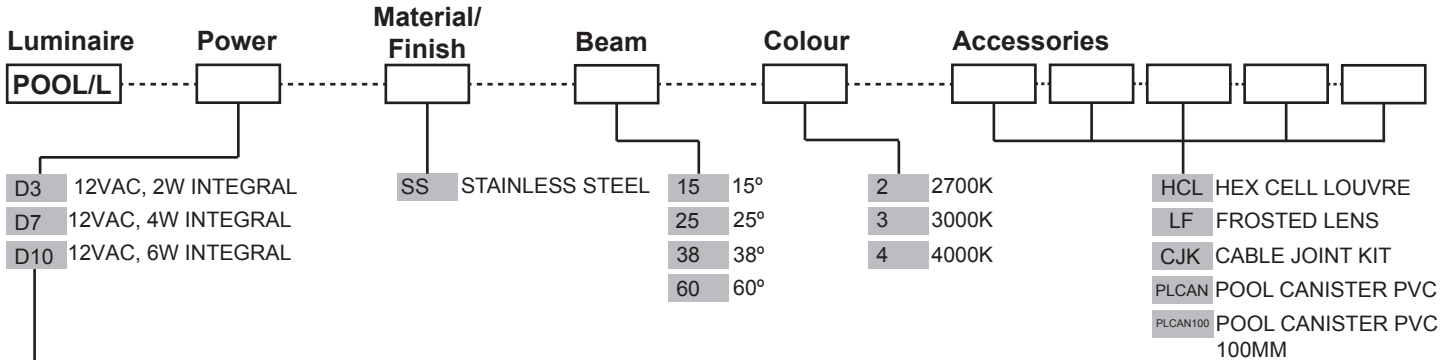 Luminaire Power Material/ Finish Beam Colour Accessories
POOL/L
D3 12VAC, 2W INTEGRAL
D7 12VAC, 4W INTEGRAL
D10 12VAC, 6W INTEGRAL
SS STAINLESS STEEL
15 15º
25 25º
38 38º
60 60º
2 2700K
3 3000K
4 4000K
HCL HEX CELL LOUVRE
LF FROSTED LENS
CJK CABLE JOINT KIT
PLCAN POOL CANISTER PVC
PLCAN100 POOL CANISTER PVC
100MM